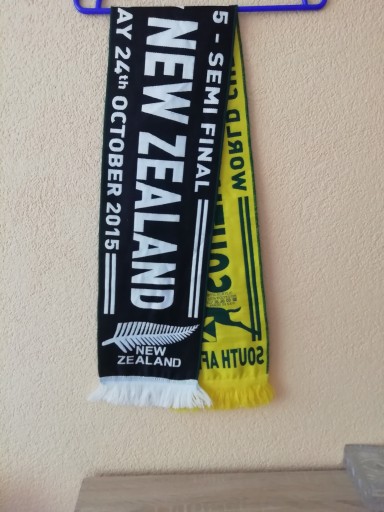 5 – SEMI FINAL
NEW ZEALAND
AY 24th OCTOBER 2015
NEW
ZEALAND
WORLD
SOUTH AF